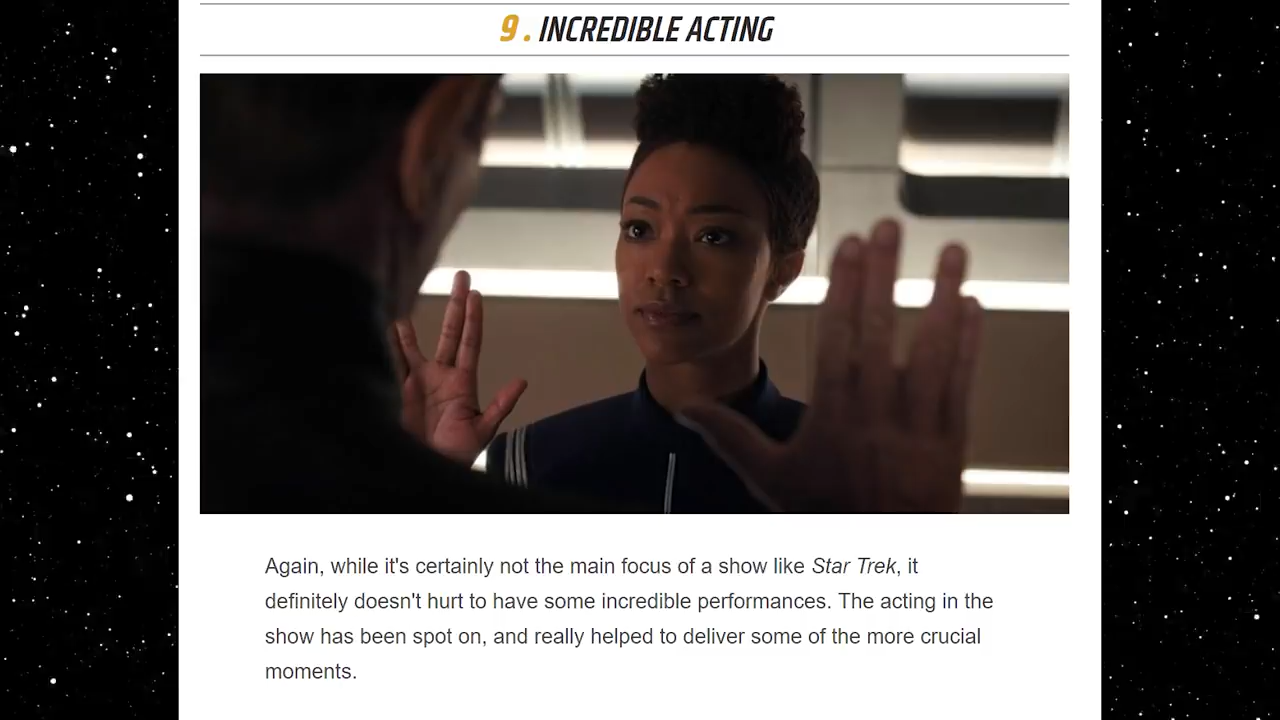 9 . INCREDIBLE ACTING
Again, while it's certainly not the main focus of a show like Star Trek, it
definitely doesn't hurt to have some incredible performances. The acting in the
show has been spot on, and really helped to deliver some of the more crucial
moments.